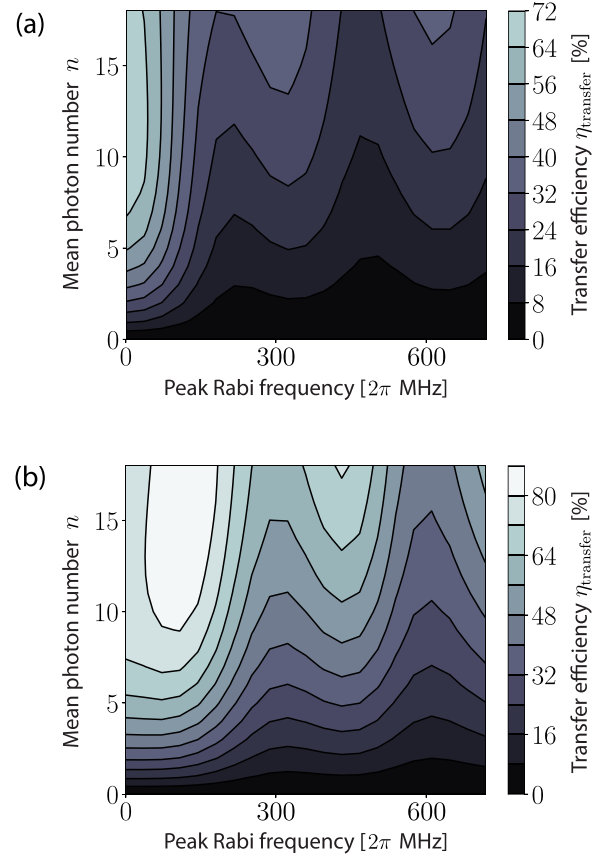 (a)
Mean photon number n
15
10
5
0
0 300 600
Peak Rabi frequency [2π MHz]
72
64
56
48
40
32
24
16
8
0
Transfer efficiency ηtransfer [%]
(b)
Mean photon number n
15
10
5
0
0 300 600
Peak Rabi frequency [2π MHz]
80
64
48
32
16
0
Transfer efficiency ηtransfer [%]